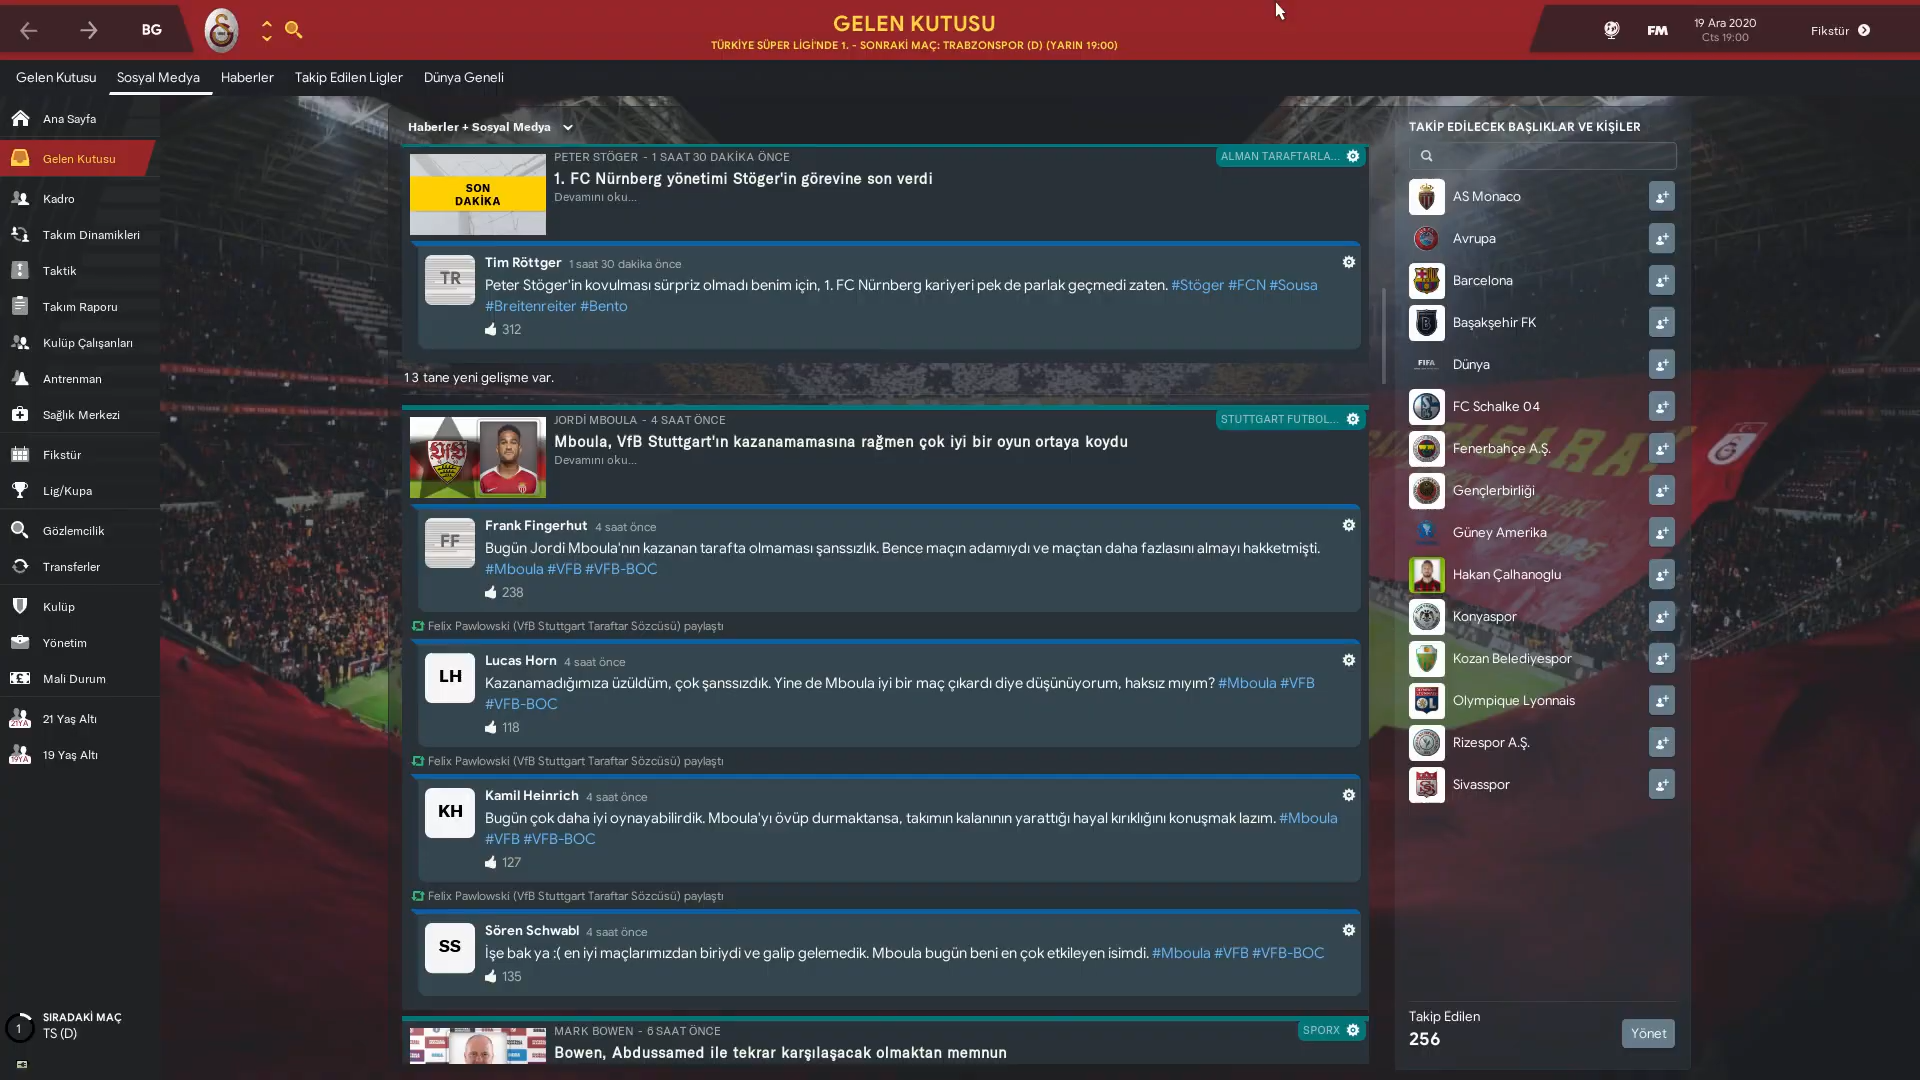 BG
GELEN KUTUSU
TÜRKİYE SÜPER LİGİ'NDE 1. - SONRAKİ MAÇ: TRABZONSPOR (D) (YARIN 19:00)
FM
19 Ara 2020
Cts 19:00
Fikstür
Gelen Kutusu
Sosyal Medya
Haberler
Takip Edilen Ligler
Dünya Geneli
Ana Sayfa
Gelen Kutusu
Kadro
Takım Dinamikleri
Taktik
Takım Raporu
Kulüp Çalışanları
Antrenman
Sağlık Merkezi
Fikstür
Lig/Kupa
Gözlemcilik
Transferler
Kulüp
Yönetim
Mali Durum
21YA
21 Yaş Altı
19YA
19 Yaş Altı
1
SIRADAKİ MAÇ
TS (D)
Haberler + Sosyal Medya
SON
DAKİKA
PETER STÖGER - 1 SAAT 30 DAKİKA ÖNCE
ALMAN TARAFTARLA...
1. FC Nürnberg yönetimi Stöger'in görevine son verdi
Devamını oku...
TR
Tim Röttger 1 saat 30 dakika önce
Peter Stöger'in kovulması sürpriz olmadı benim için, 1. FC Nürnberg kariyeri pek de parlak geçmedi zaten. #Stöger #FCN #Sousa
#Breitenreiter #Bento
312
13 tane yeni gelişme var.
JORDİ MBOULA - 4 SAAT ÖNCE
STUTTGART FUTBOL...
Mboula, VfB Stuttgart'ın kazanamamasına rağmen çok iyi bir oyun ortaya koydu
Devamını oku...
FF
Frank Fingerhut 4 saat önce
Bugün Jordi Mboula'nın kazanan tarafta olmaması şanssızlık. Bence maçın adamıydı ve maçtan daha fazlasını almayı hakketmişti.
#Mboula #VFB #VFB-BOC
238
Felix Pawlowski (VfB Stuttgart Taraftar Sözcüsü) paylaştı
LH
Lucas Horn 4 saat önce
Kazanamadığımıza üzüldüm, çok şanssızdık. Yine de Mboula iyi bir maç çıkardı diye düşünüyorum, haksız mıyım? #Mboula #VFB
#VFB-BOC
118
Felix Pawlowski (VfB Stuttgart Taraftar Sözcüsü) paylaştı
KH
Kamil Heinrich 4 saat önce
Bugün çok daha iyi oynayabilirdik. Mboula'yı övüp durmaktansa, takımın kalanının yarattığı hayal kırıklığını konuşmak lazım. #Mboula
#VFB #VFB-BOC
127
Felix Pawlowski (VfB Stuttgart Taraftar Sözcüsü) paylaştı
SS
Sören Schwabl 4 saat önce
İşe bak ya :( en iyi maçlarımızdan biriydi ve galip gelemedik. Mboula bugün beni en çok etkileyen isimdi. #Mboula #VFB #VFB-BOC
135
MARK BOWEN - 6 SAAT ÖNCE
SPORX
Bowen, Abdussamed ile tekrar karşılaşacak olmaktan memnun
TAKİP EDİLECEK BAŞLIKLAR VE KİŞİLER
AS Monaco
Avrupa
Barcelona
Başakşehir FK
FIFA
Dünya
FC Schalke 04
Fenerbahçe A.Ş.
Gençlerbirliği
Güney Amerika
Hakan Çalhanoglu
Konyaspor
Kozan Belediyespor
Olympique Lyonnais
Rizespor A.Ş.
Sivasspor
Takip Edilen
256
Yönet